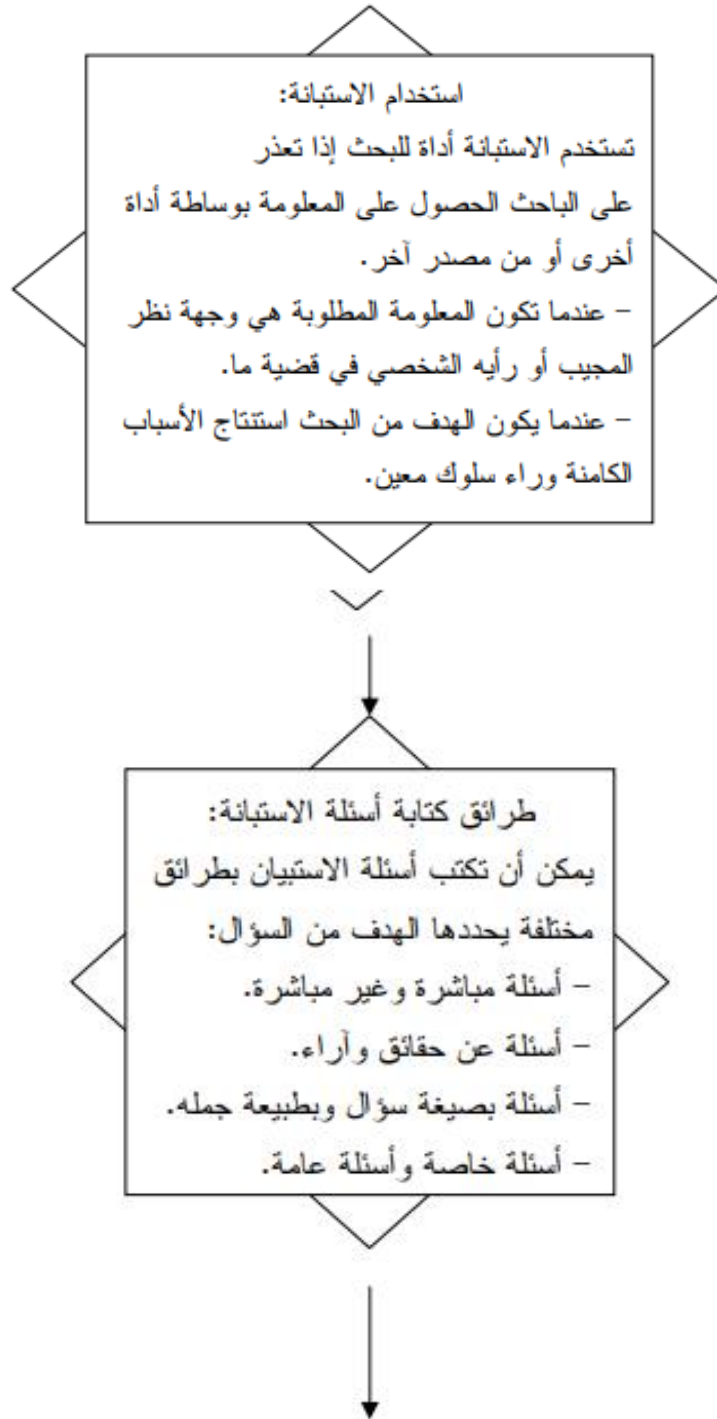 استخدام الاستبانة:
تستخدم الاستبانة أداة للبحث إذا تعذر
على الباحث الحصول على المعلومة بوساطة أداة
أخرى أو من مصدر آخر.
- عندما تكون المعلومة المطلوبة هي وجهة نظر
المجيب أو رأيه الشخصي في قضية ما.
- عندما يكون الهدف من البحث استنتاج الأسباب
الكامنة وراء سلوك معين.
طرائق كتابة أسئلة الاستبانة:
يمكن أن تكتب أسئلة الاستبيان بطرائق
مختلفة يحددها الهدف من السؤال:
- أسئلة مباشرة وغير مباشرة.
- أسئلة عن حقائق وآراء.
- أسئلة بصيغة سؤال وبطبيعة جمله.
- أسئلة خاصة وأسئلة عامة.